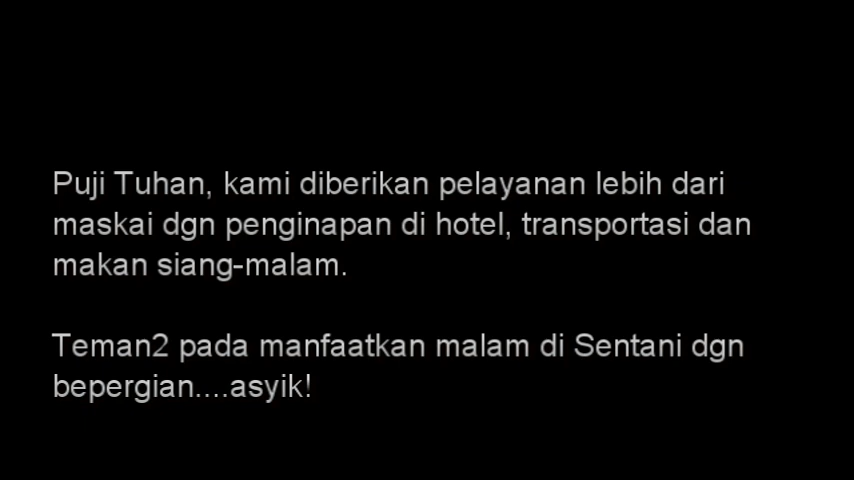 Puji Tuhan, kami diberikan pelayanan lebih dari
maskai dgn penginapan di hotel, transportasi dan
makan siang-malam.
Teman2 pada manfaatkan malam di Sentani dgn
bepergian....asyik!